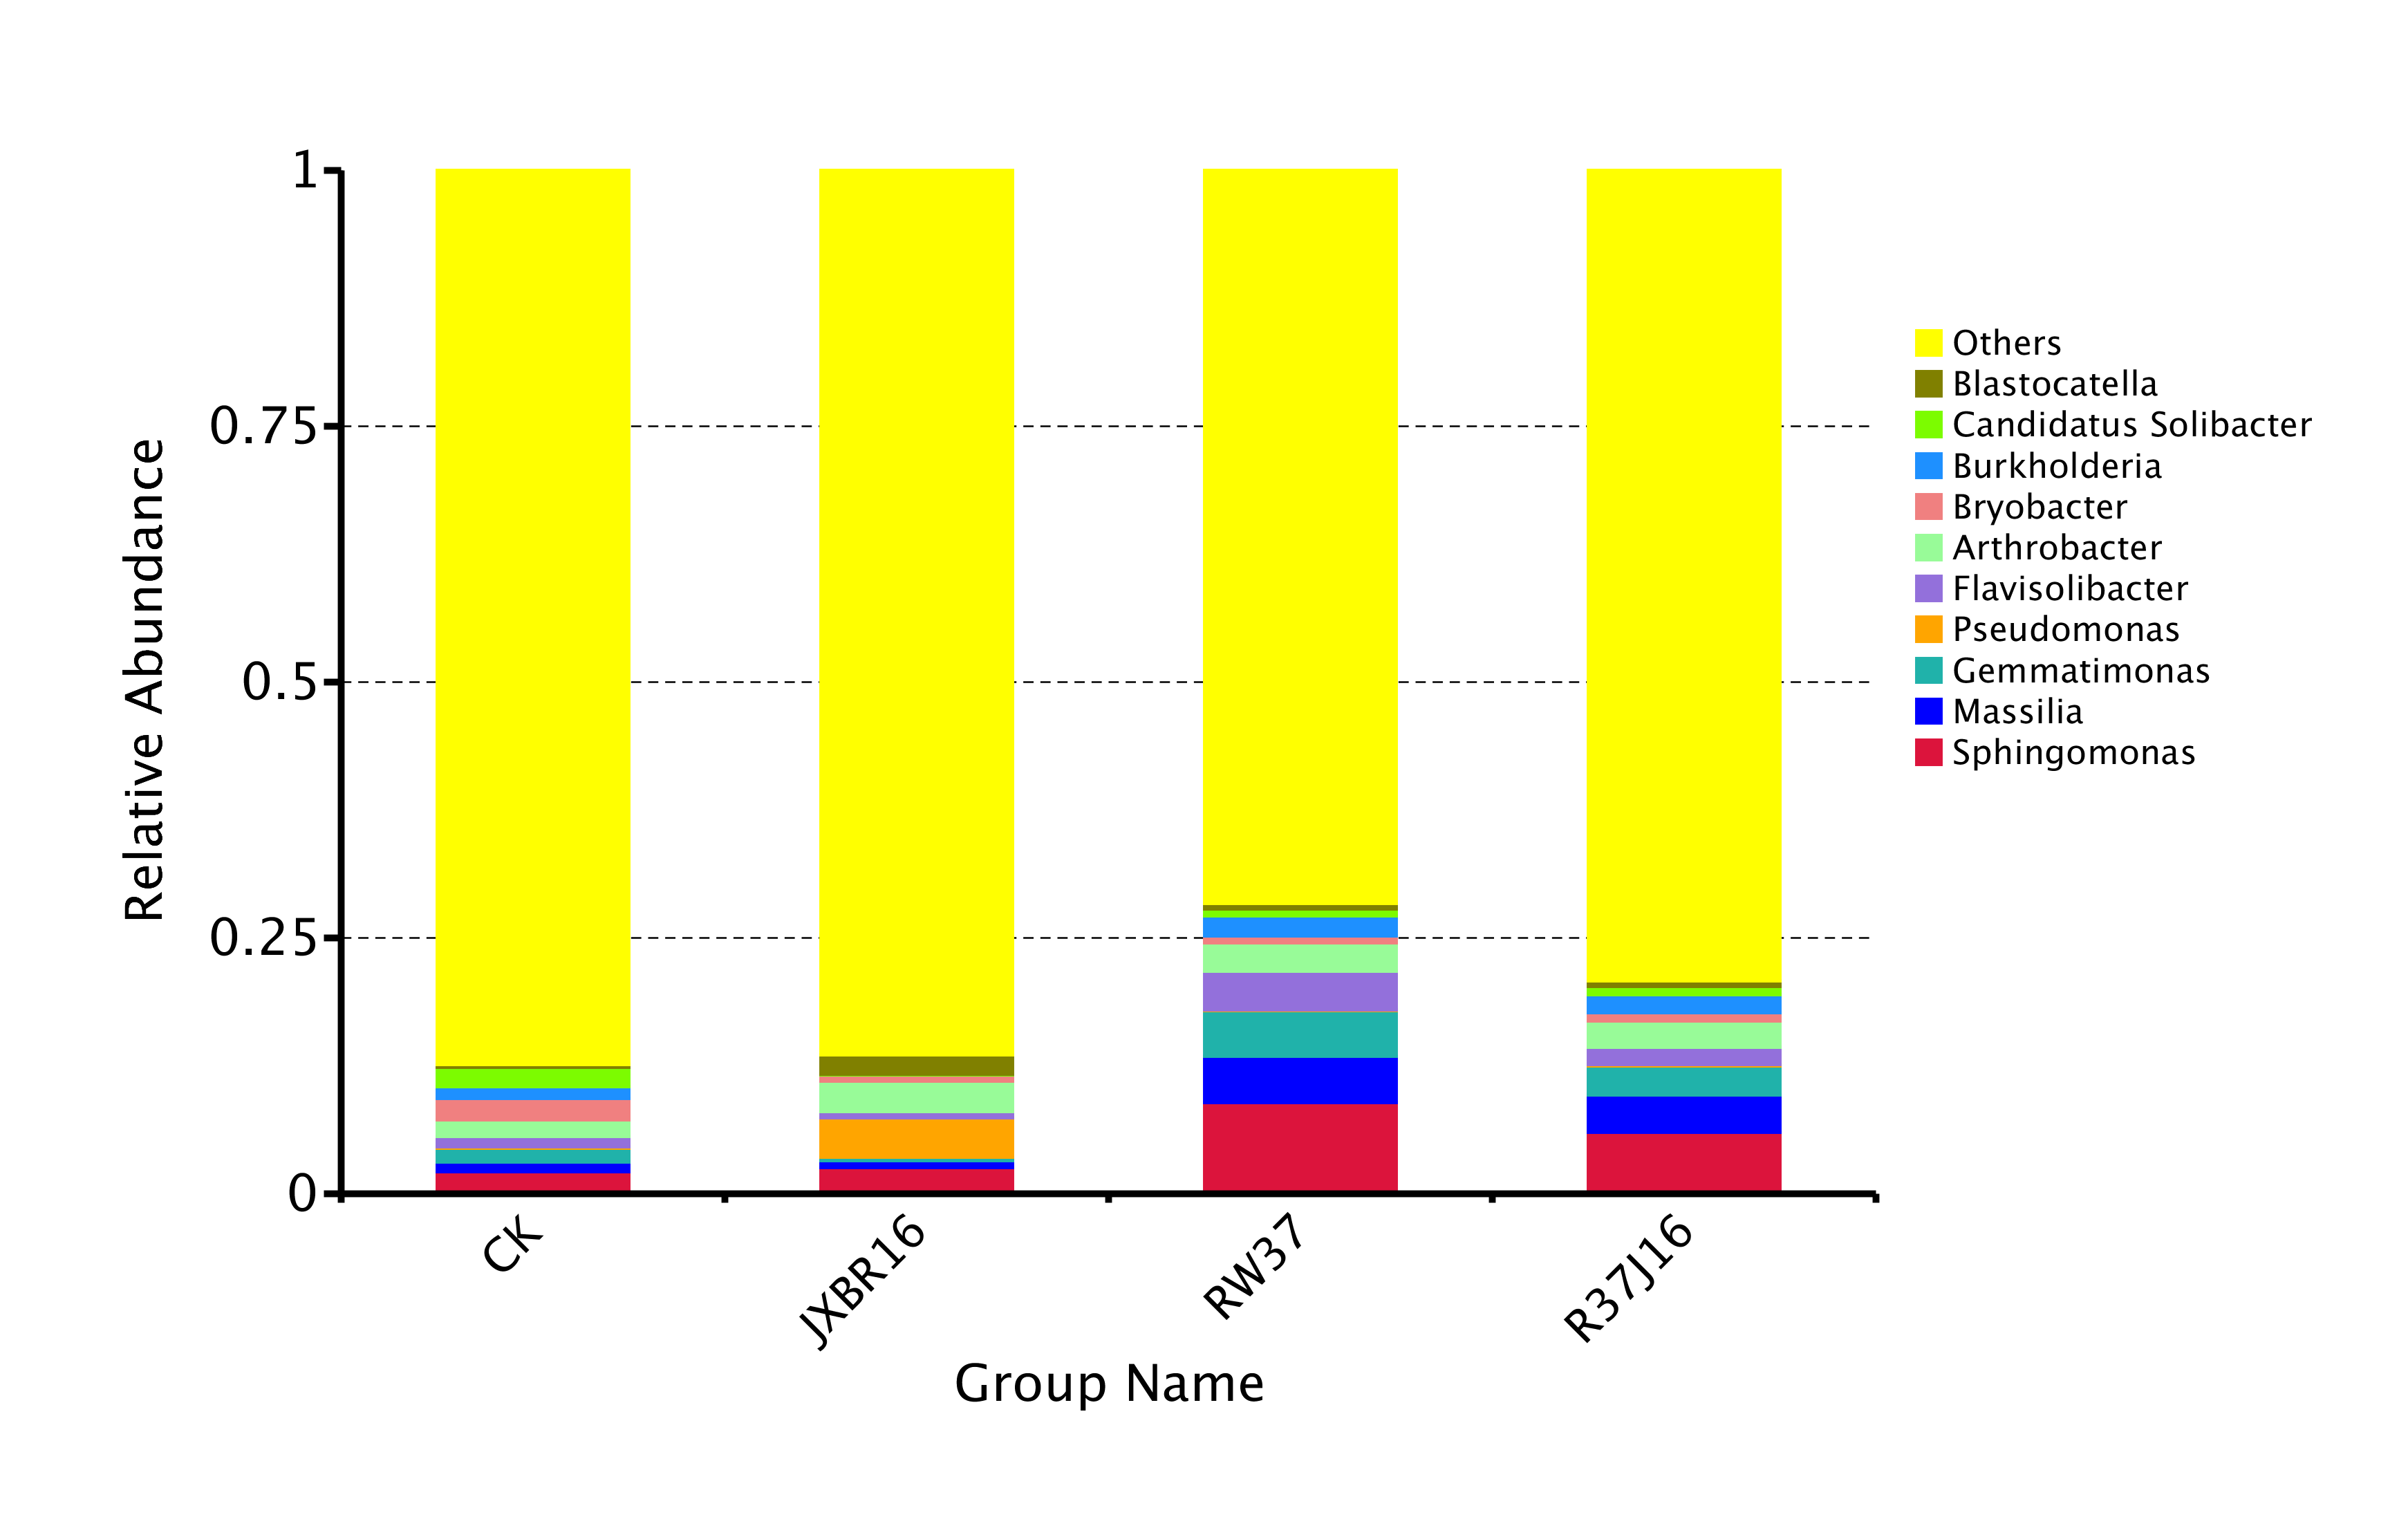 1
0.75
0.5
0.25
0
Relative Abundance
CK
JXBR16
RW37
R37J16
Group Name
Others
Blastocatella
Candidatus Solibacter
Burkholderia
Bryobacter
Arthrobacter
Flavisolibacter
Pseudomonas
Gemmatimonas
Massilia
Sphingomonas